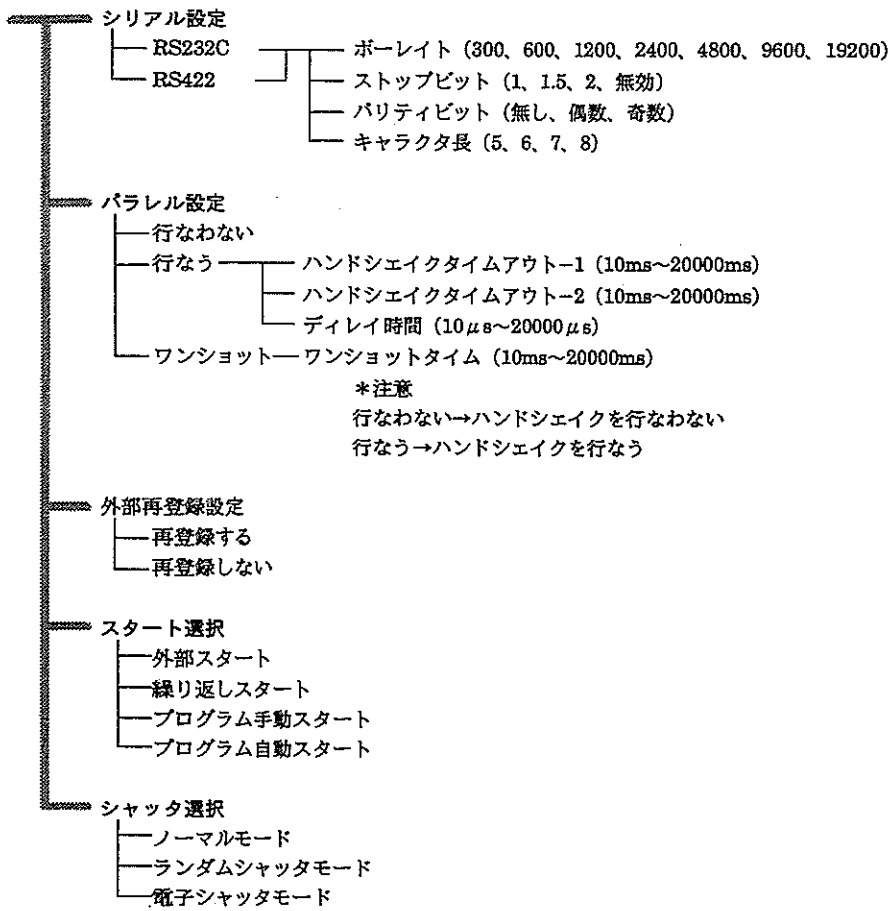 シリアル設定
RS232C
ボーレイト (300、600、1200、2400、4800、9600、19200)
RS422
ストップビット (1、1.5、2、無効)
パリティビット (無し、偶数、奇数)
キャラクタ長 (5、6、7、8)
パラレル設定
行なわない
行なう
ハンドシェイクタイムアウト-1 (10ms~20000ms)
ハンドシェイクタイムアウト-2 (10ms~20000ms)
ディレイ時間 (10μs~20000μs)
ワンショット
ワンショットタイム (10ms~20000ms)
*注意
行なわない→ハンドシェイクを行なわない
行なう→ハンドシェイクを行なう
外部再登録設定
再登録する
再登録しない
スタート選択
外部スタート
繰り返しスタート
プログラム手動スタート
プログラム自動スタート
シャッタ選択
ノーマルモード
ランダムシャッタモード
電子シャッタモード